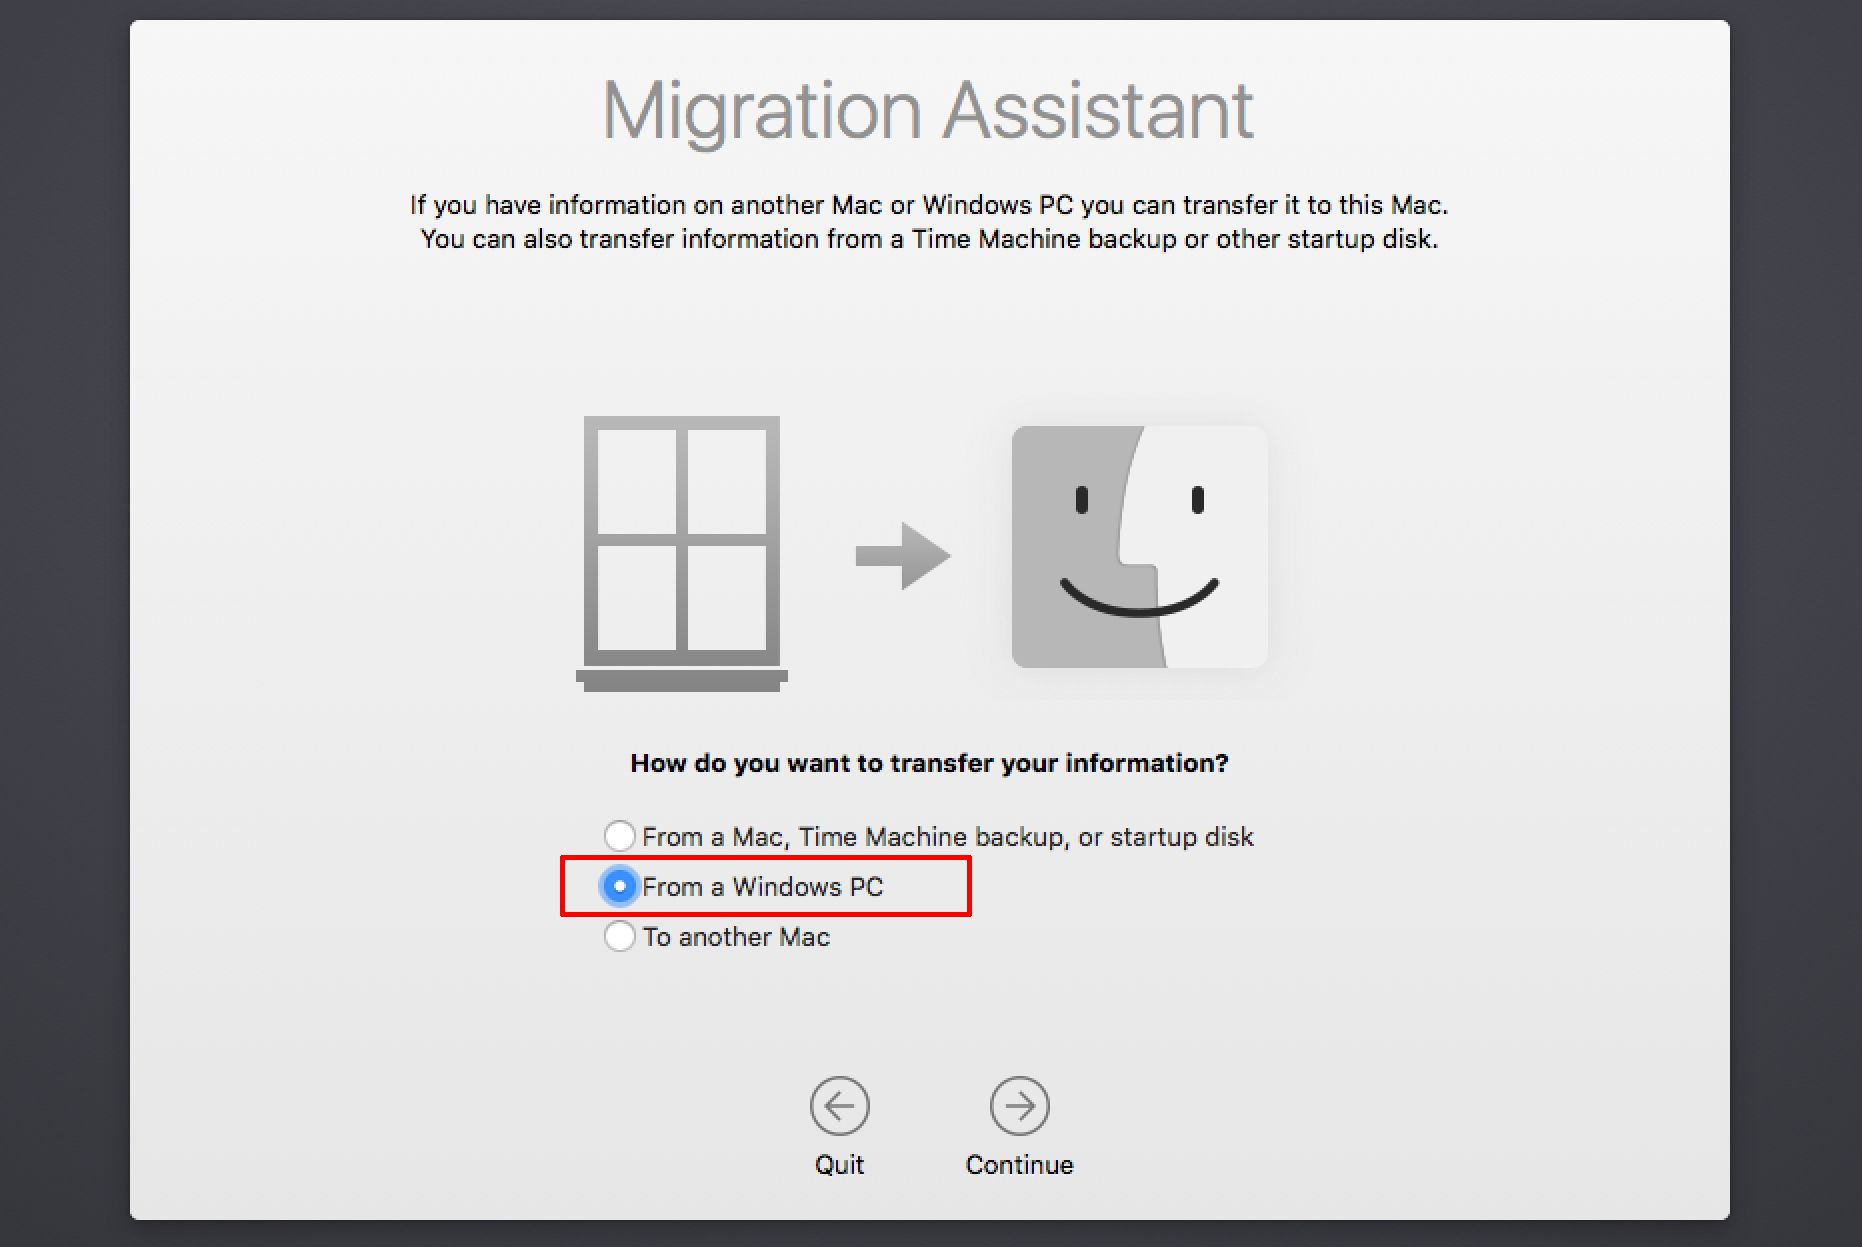 Migration Assistant
If you have information on another Mac or Windows PC you can transfer it to this Mac.
You can also transfer information from a Time Machine backup or other startup disk.
How do you want to transfer your information?
From a Mac, Time Machine backup, or startup disk
From a Windows PC
To another Mac
Quit
Continue